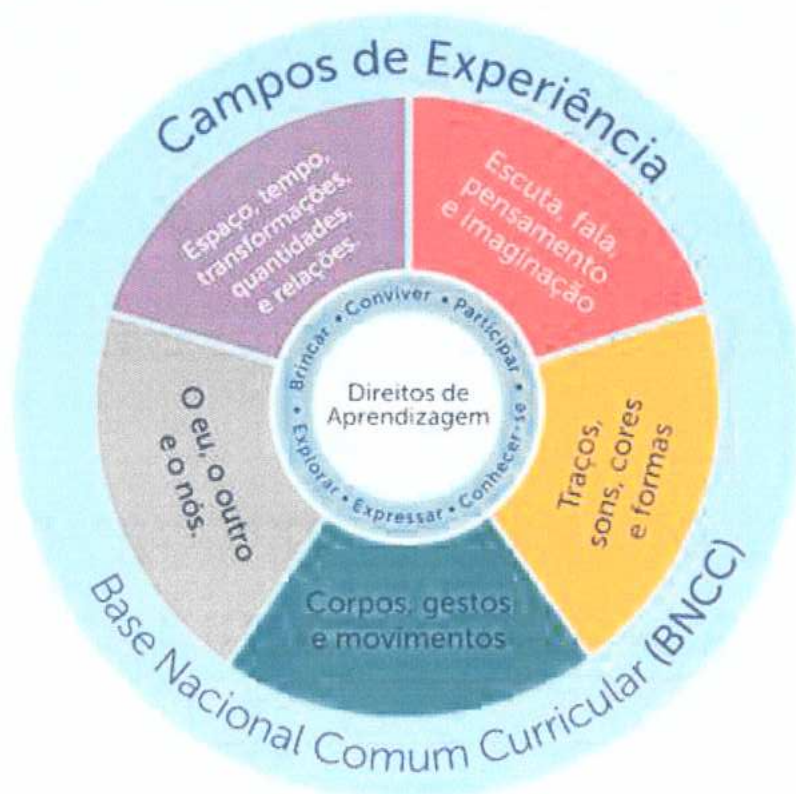 Campos de Experiência
Espaço, tempo,
transformações,
quantidades,
e relações.
Escuta, fala,
pensamento
e imaginação
Traços,
sons, cores
e formas
Corpos, gestos
e movimentos
O eu, o outro
e o nós.
Brincar • Conviver • Participar • Conhecer-se • Expressar • Explorar •
Direitos de
Aprendizagem
Base Nacional Comum Curricular (BNCC)